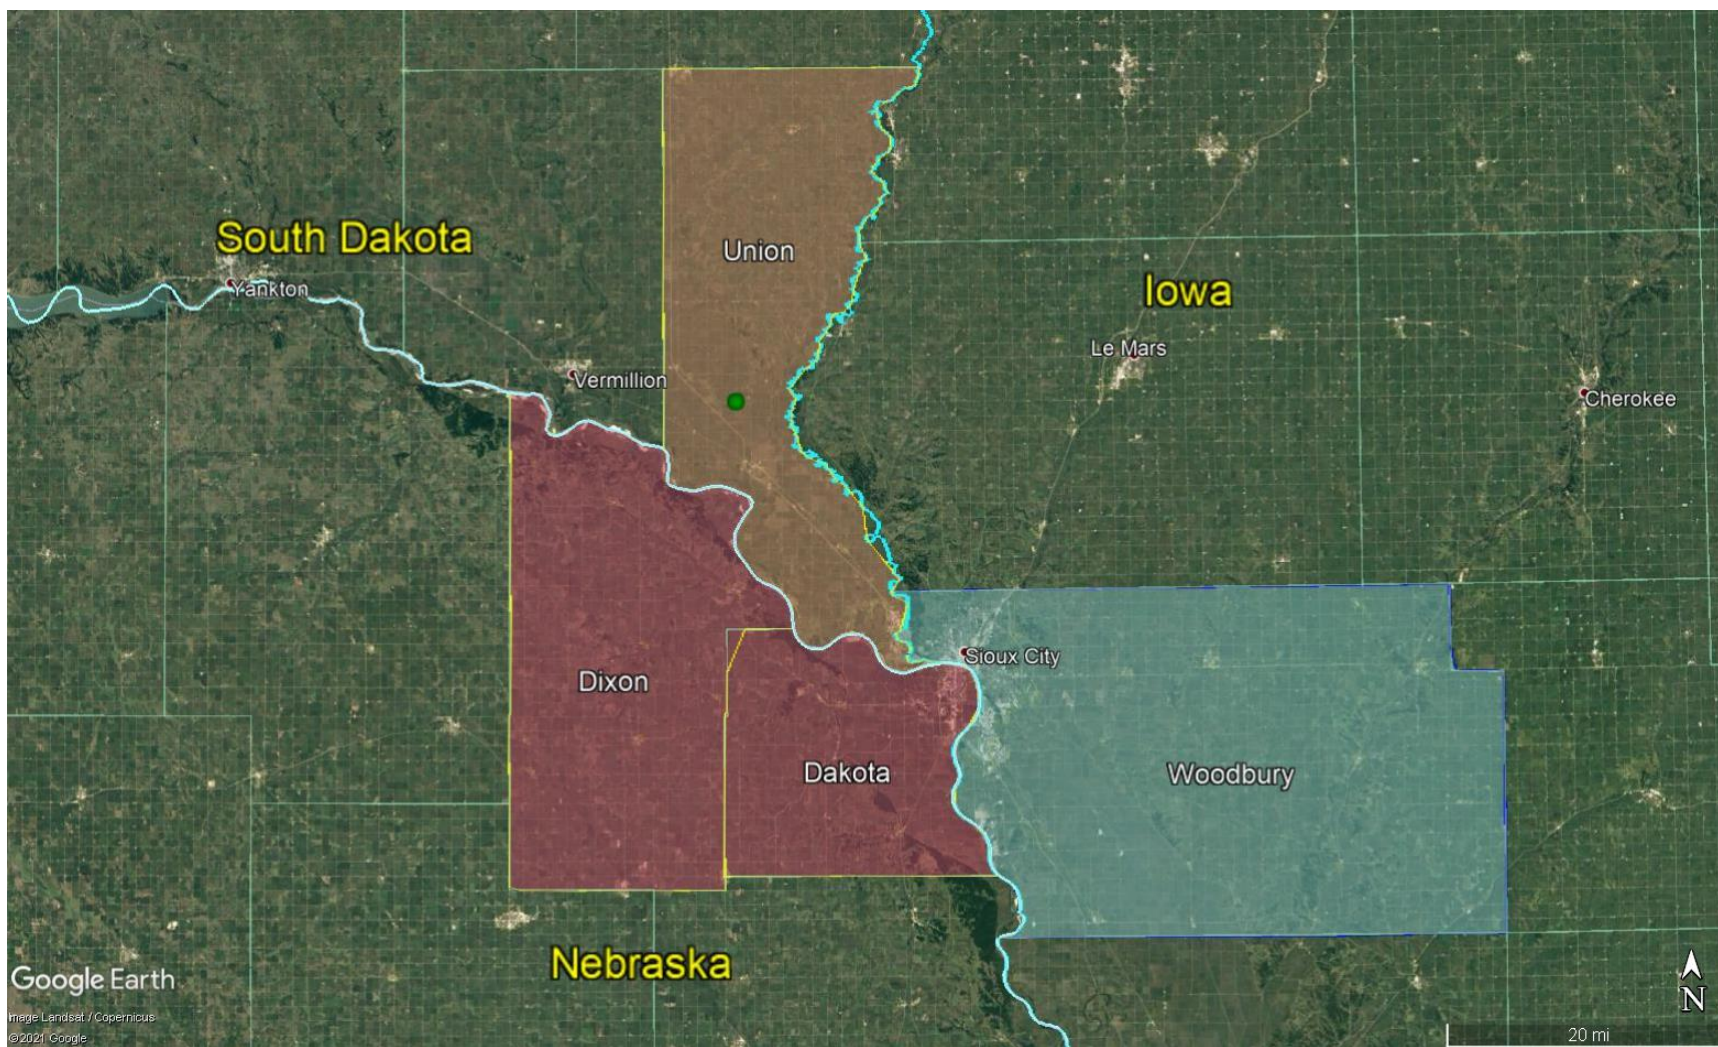 South Dakota
Union
Iowa
Yankton
Le Mars
Vermillion
Cherokee
Sioux City
Dixon
Dakota
Woodbury
Nebraska
Google Earth
N
Image Landsat / Copernicus
©2021 Google
20 mi